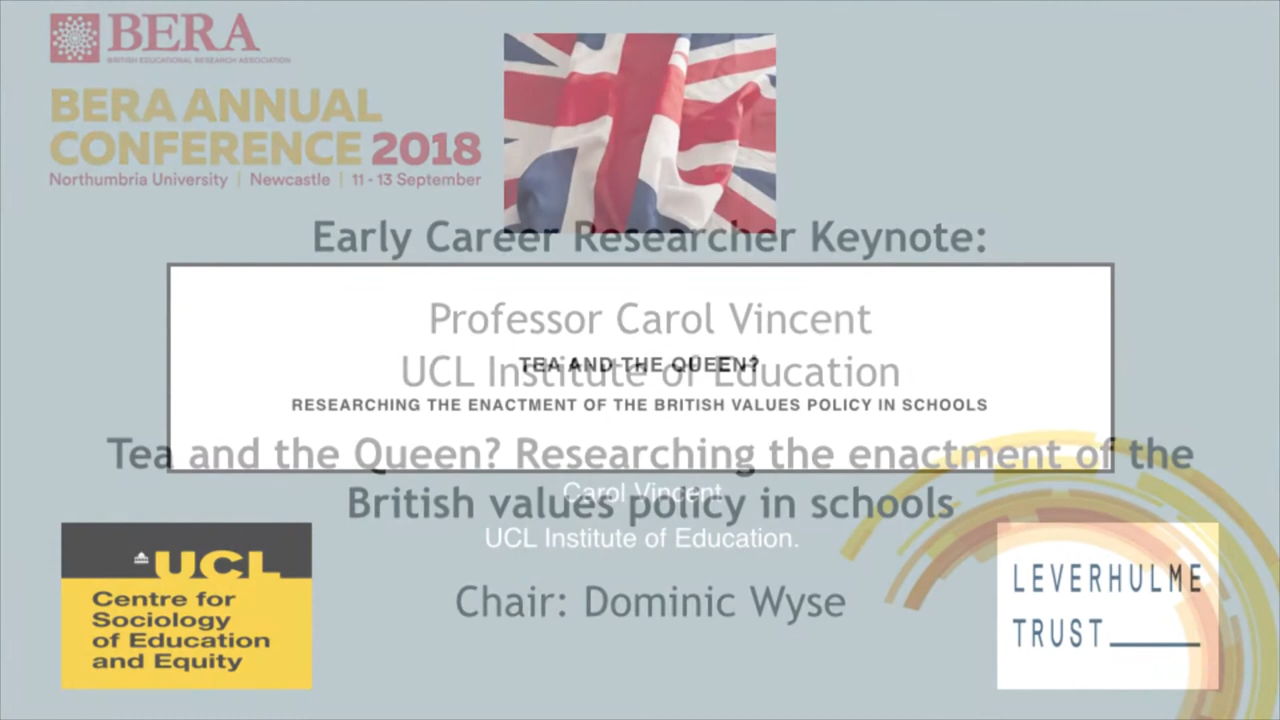 BERA
BRITISH EDUCATIONAL RESEARCH ASSOCIATION
BERA ANNUAL
CONFERENCE 2018
Northumbria University | Newcastle | 11 - 13 September
Early Career Researcher Keynote:
Professor Carol Vincent
UCL Institute of Education
TEA AND THE QUEEN?
RESEARCHING THE ENACTMENT OF THE BRITISH VALUES POLICY IN SCHOOLS
Tea and the Queen? Researching the enactment of the
British values policy in schools
Carol Vincent
UCL Institute of Education.
Chair: Dominic Wyse
UCL
Centre for
Sociology
of Education
and Equity
LEVERHULME
TRUST